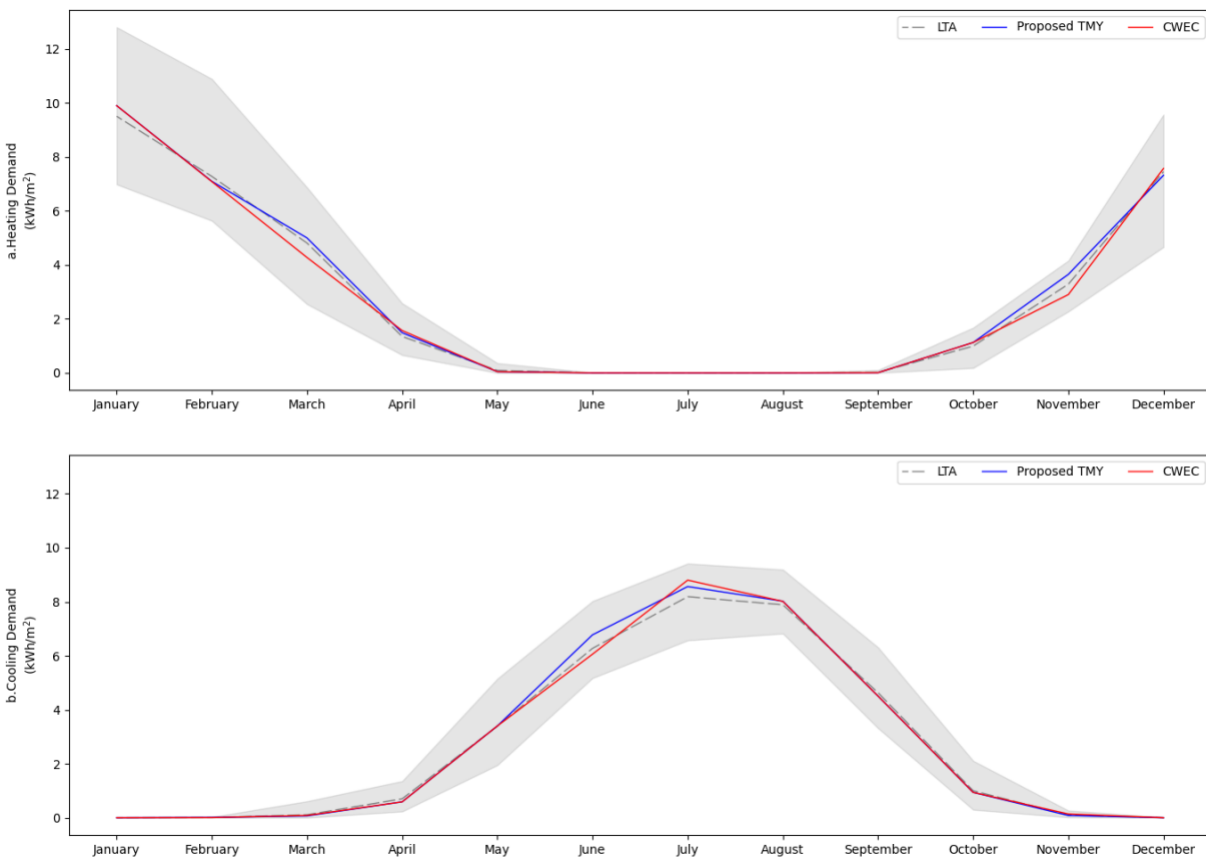 LTA Proposed TMY CWEC
a.Heating Demand
(kWh/m²)
12
10
8
6
4
2
0
January February March April May June July August September October November December
LTA Proposed TMY CWEC
b.Cooling Demand
(kWh/m²)
12
10
8
6
4
2
0
January February March April May June July August September October November December